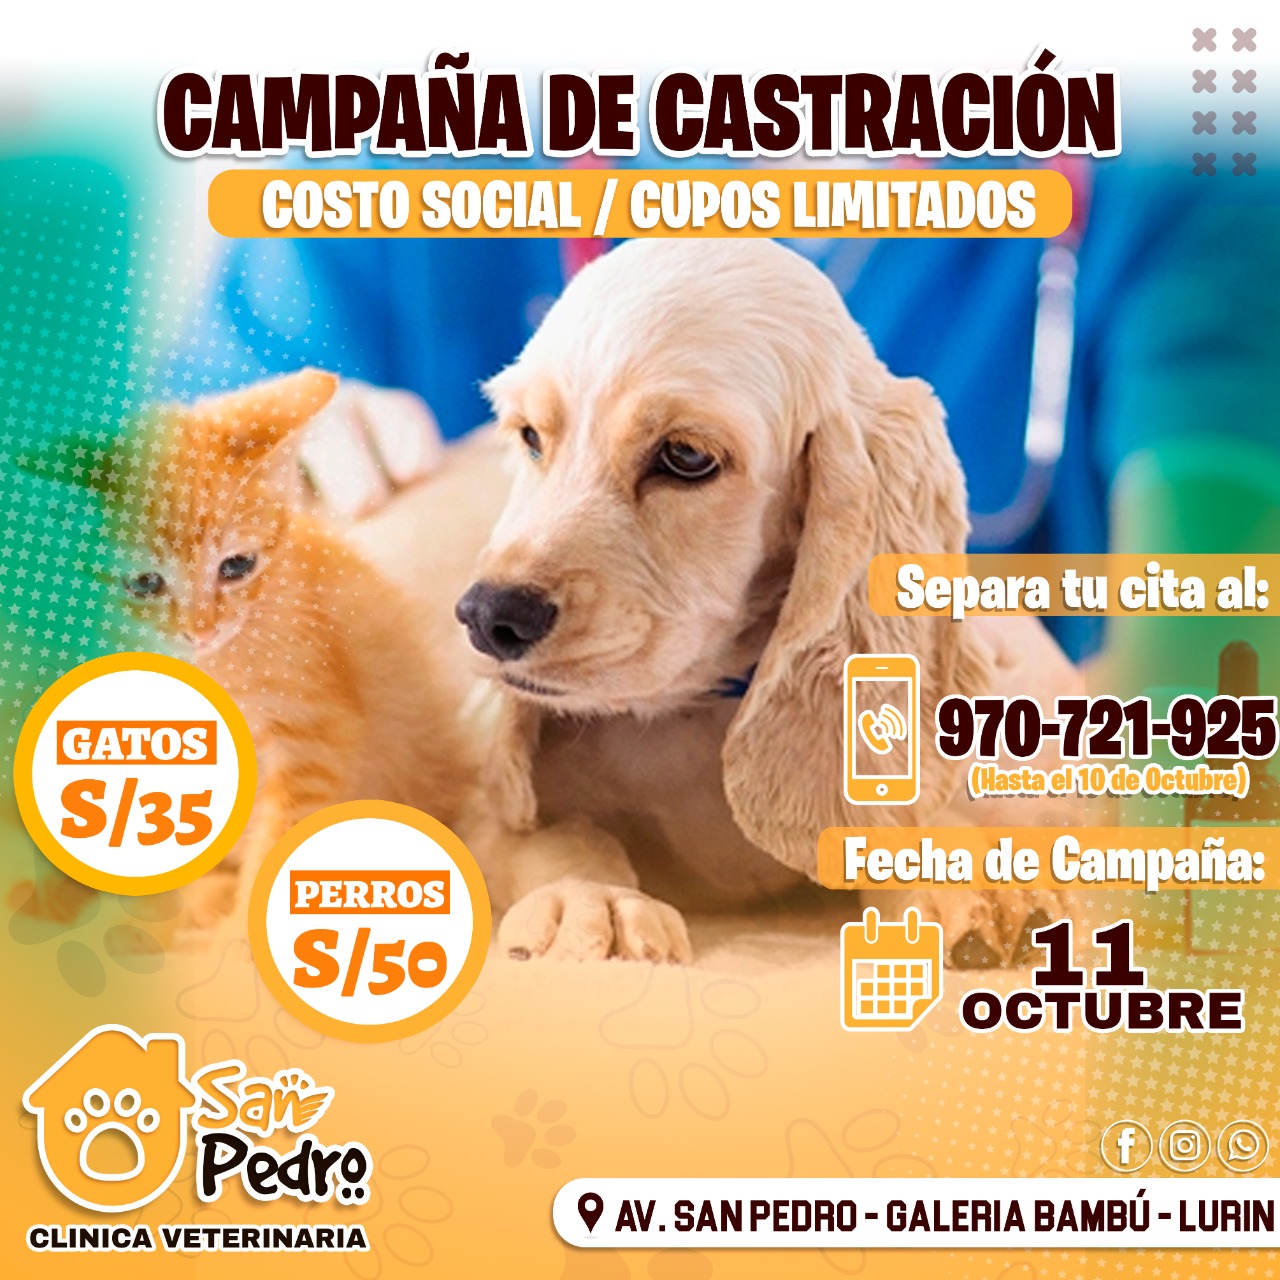 CAMPAÑA DE CASTRACIÓN
COSTO SOCIAL / CUPOS LIMITADOS
Separa tu cita al:
970-721-925
(Hasta el 10 de Octubre)
GATOS
S/35
PERROS
S/50
Fecha de Campaña:
11
OCTUBRE
San
Pedro
CLINICA VETERINARIA
AV. SAN PEDRO - GALERIA BAMBÚ - LURIN